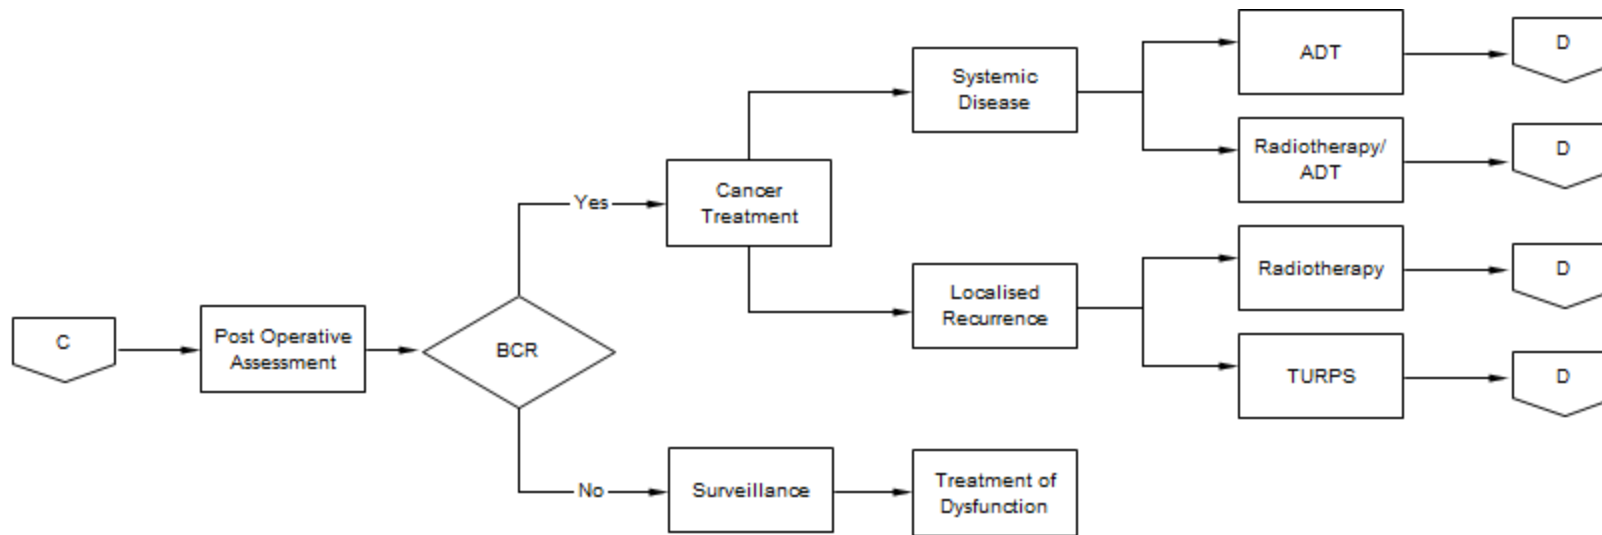 C
Post Operative
Assessment
BCR
Yes
No
Cancer
Treatment
Surveillance
Systemic
Disease
Localised
Recurrence
Treatment of
Dysfunction
ADT
Radiotherapy/
ADT
Radiotherapy
TURPS
D
D
D
D